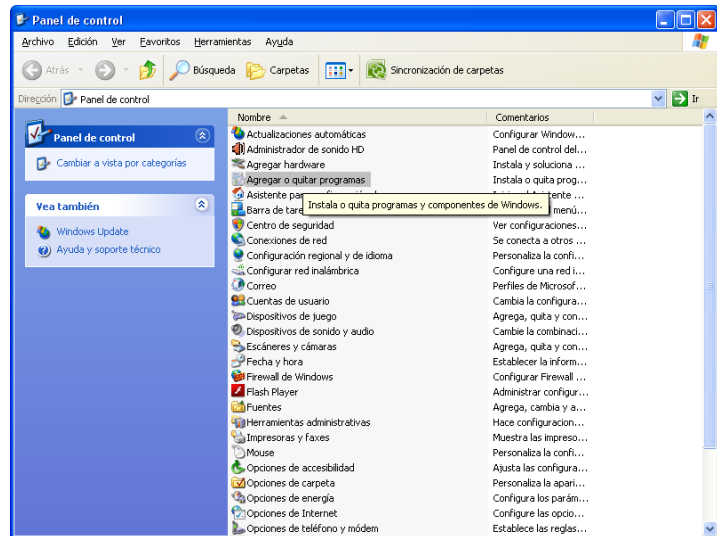 Panel de control
Archivo Edición Ver Favoritos Herramientas Ayuda
Atrás Búsqueda Carpetas Sincronización de carpetas
Dirección Panel de control Ir
Panel de control
Cambiar a vista por categorías
Vea también
Windows Update
Ayuda y soporte técnico
Nombre Comentarios
Actualizaciones automáticas Configurar Window...
Administrador de sonido HD Panel de control del...
Agregar hardware Instala y soluciona ...
Agregar o quitar programas Instala o quita prog...
Asistente para
Instala o quita programas y componentes de Windows.
Barra de tare menú...
Centro de seguridad Ver configuraciones...
Conexiones de red Se conecta a otros ...
Configuración regional y de idioma Personaliza la confi...
Configurar red inalámbrica Configure una red i...
Correo Perfiles de Microsof...
Cuentas de usuario Cambia la configura...
Dispositivos de juego Agrega, quita y con...
Dispositivos de sonido y audio Cambie la combinaci...
Escáneres y cámaras Agrega, quita y con...
Fecha y hora Establecer la inform...
Firewall de Windows Configurar Firewall ...
Flash Player Administrar configur...
Fuentes Agrega, cambia y a...
Herramientas administrativas Hace configuracion...
Impresoras y faxes Muestra las impreso...
Mouse Personaliza la confi...
Opciones de accesibilidad Ajusta las configura...
Opciones de carpeta Personaliza la apari...
Opciones de energía Configura los parám...
Opciones de Internet Configure las opcio...
Opciones de teléfono y módem Establece las reglas...